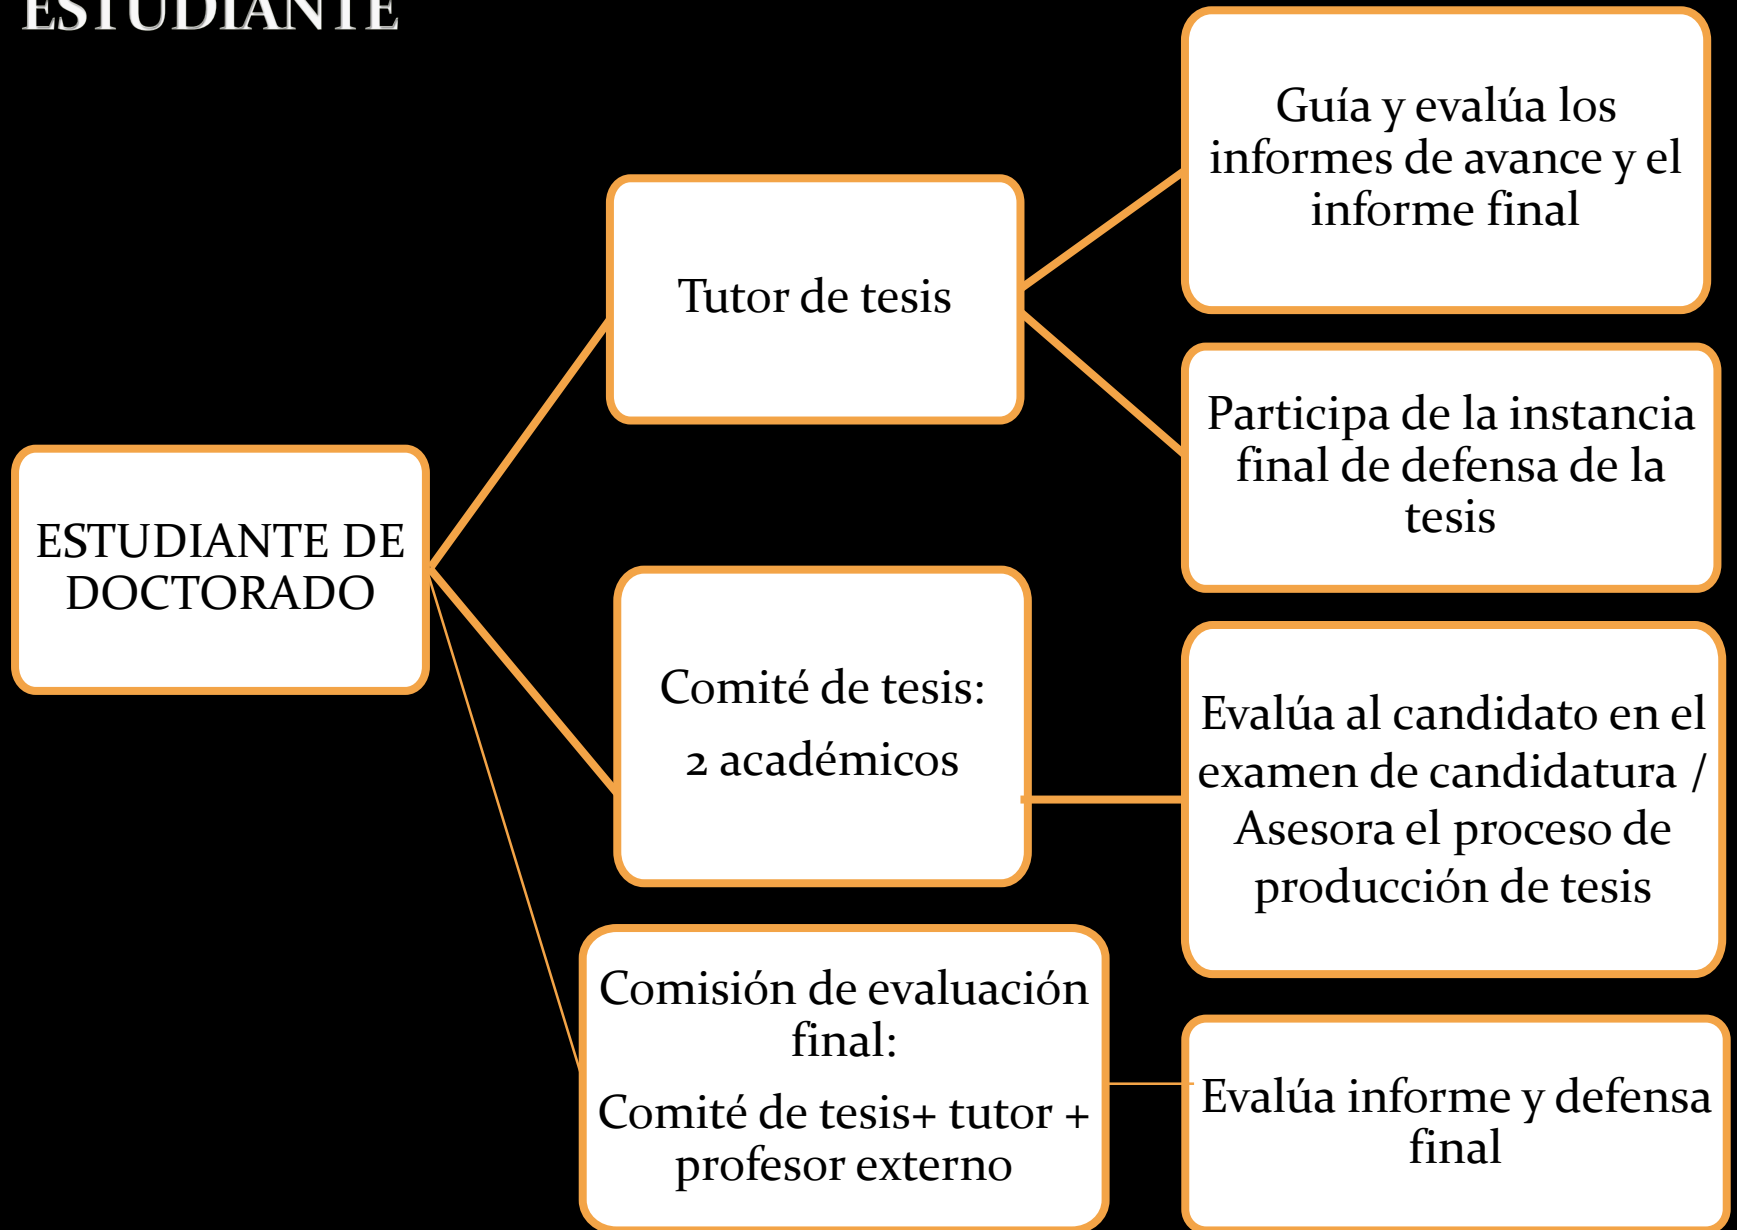 ESTUDIANTE
Guía y evalúa los
informes de avance y el
informe final
Tutor de tesis
Participa de la instancia
final de defensa de la
tesis
ESTUDIANTE DE
DOCTORADO
Comité de tesis:
2 académicos
Evalúa al candidato en el
examen de candidatura /
Asesora el proceso de
producción de tesis
Comisión de evaluación
final:
Comité de tesis+ tutor +
profesor externo
Evalúa informe y defensa
final